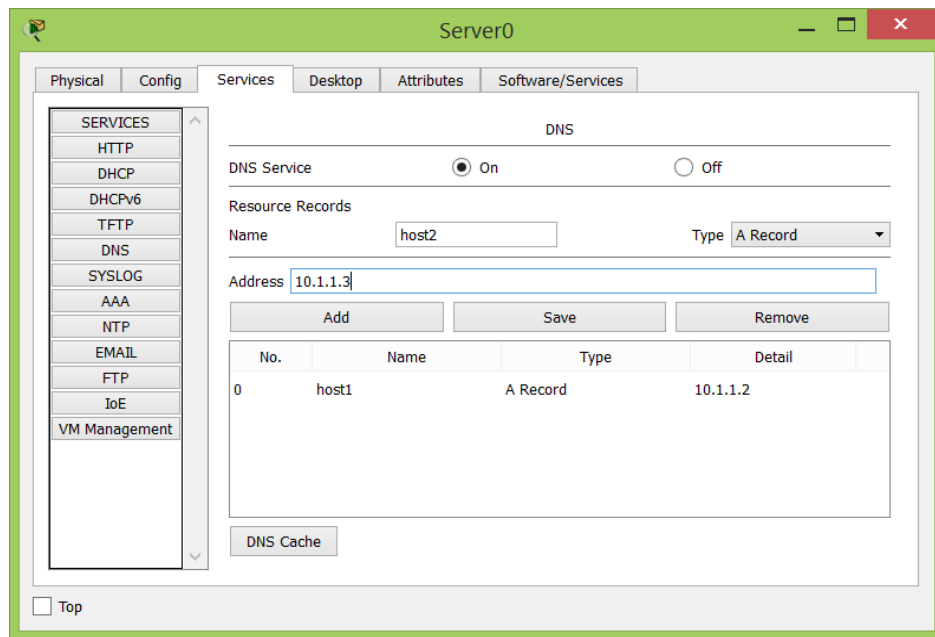 Server0
Physical Config Services Desktop Attributes Software/Services
SERVICES
HTTP
DHCP
DHCPv6
TFTP
DNS
SYSLOG
AAA
NTP
EMAIL
FTP
IoE
VM Management
DNS
DNS Service On Off
Resource Records
Name host2 Type A Record
Address 10.1.1.3
Add Save Remove
No. Name Type Detail
0 host1 A Record 10.1.1.2
DNS Cache
Top